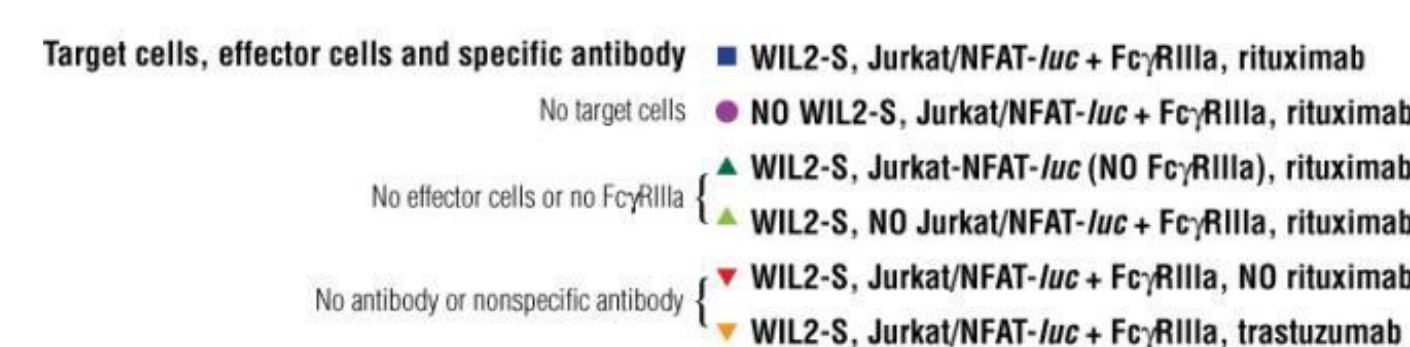 Target cells, effector cells and specific antibody ■ WIL2-S, Jurkat/NFAT-luc + FcγRIIIa, rituximab
No target cells ● NO WIL2-S, Jurkat/NFAT-luc + FcγRIIIa, rituximab
▲ WIL2-S, Jurkat-NFAT-luc (NO FcγRIIIa), rituximab
No effector cells or no FcγRIIIa {
▲ WIL2-S, NO Jurkat/NFAT-luc + FcγRIIIa, rituximab
▼ WIL2-S, Jurkat/NFAT-luc + FcγRIIIa, NO rituximab
No antibody or nonspecific antibody {
▼ WIL2-S, Jurkat/NFAT-luc + FcγRIIIa, trastuzumab